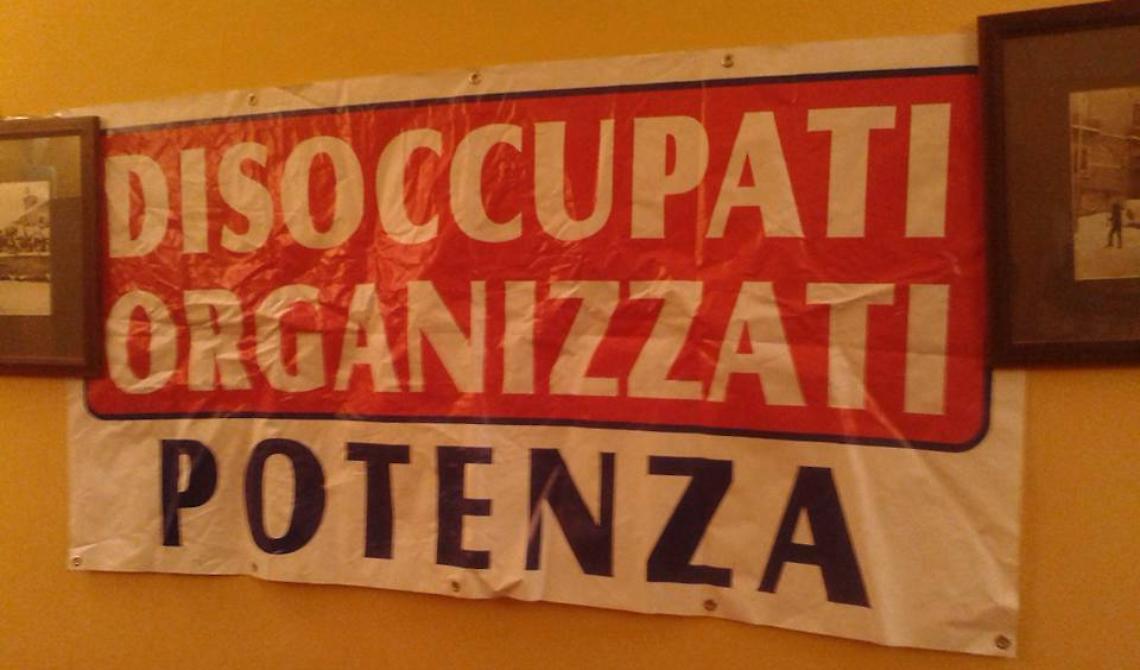 DISOCCUPATI
ORGANIZZATI
POTENZA